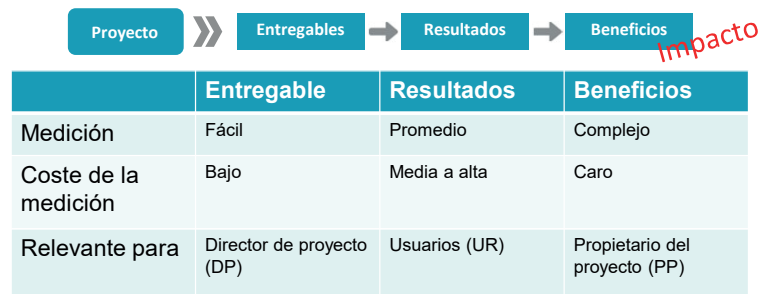 Proyecto
Entregables
Resultados
Beneficios
Impacto
Entregable Resultados Beneficios
Medición Fácil Promedio Complejo
Coste de la medición Bajo Media a alta Caro
Relevante para Director de proyecto (DP) Usuarios (UR) Propietario del proyecto (PP)